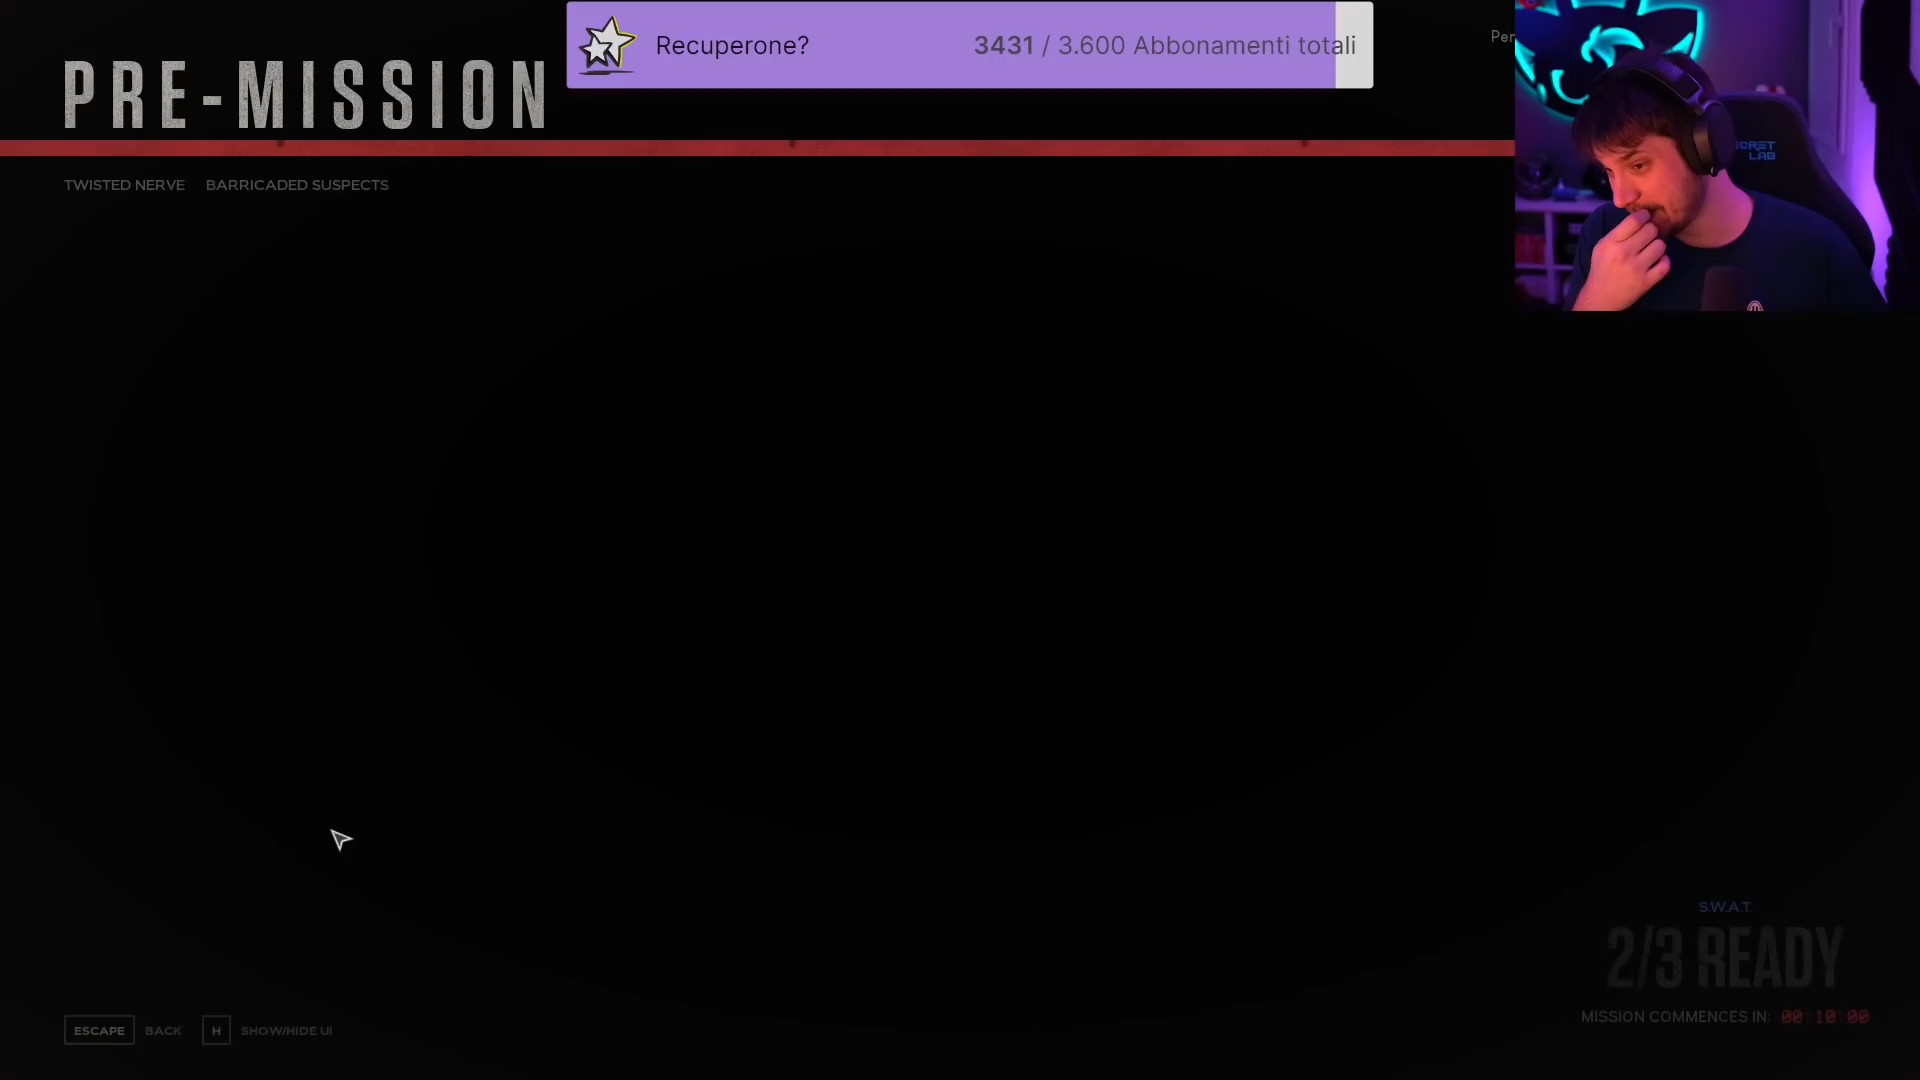 Recuperone? 3431 / 3.600 Abbonamenti totali
PRE-MISSION
TWISTED NERVE BARRICADED SUSPECTS
LAB
S.W.A.T.
2/3 READY
MISSION COMMENCES IN: 00:10:00
ESCAPE BACK H SHOW/HIDE UI